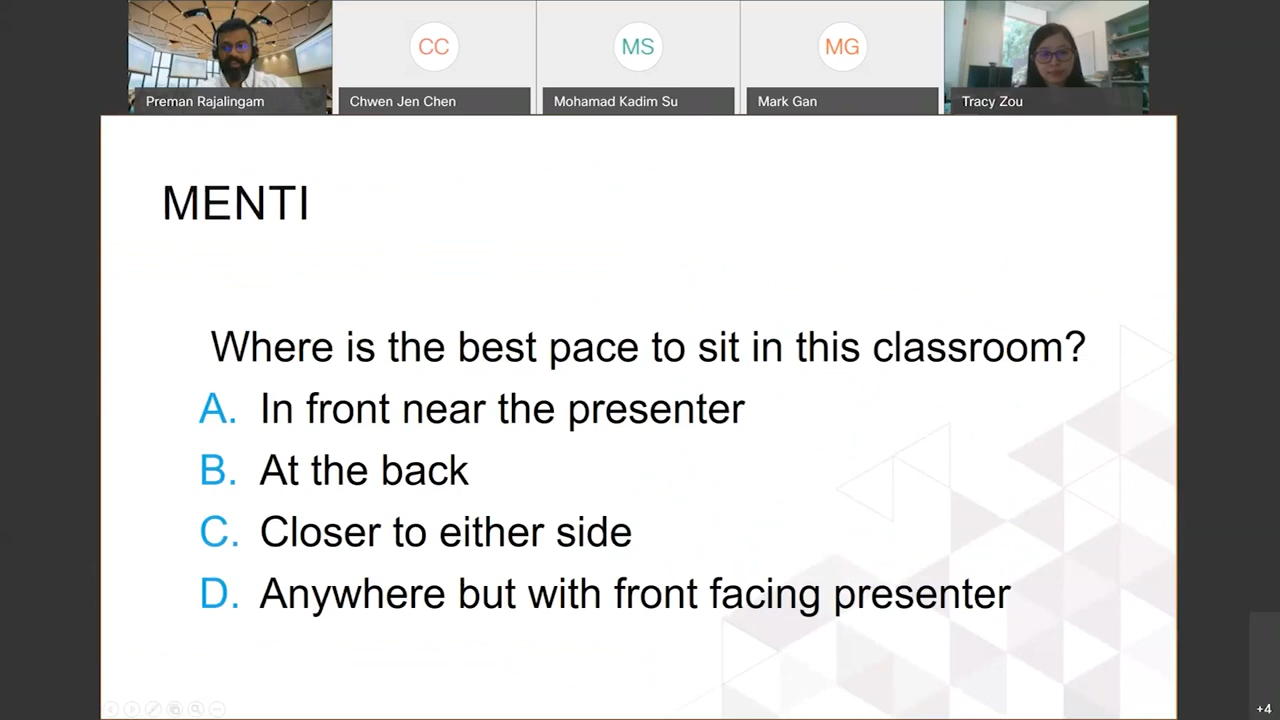 CC
MS
MG
Preman Rajalingam
Chwen Jen Chen
Mohamad Kadim Su
Mark Gan
Tracy Zou
MENTI
Where is the best pace to sit in this classroom?
A. In front near the presenter
B. At the back
C. Closer to either side
D. Anywhere but with front facing presenter
+4